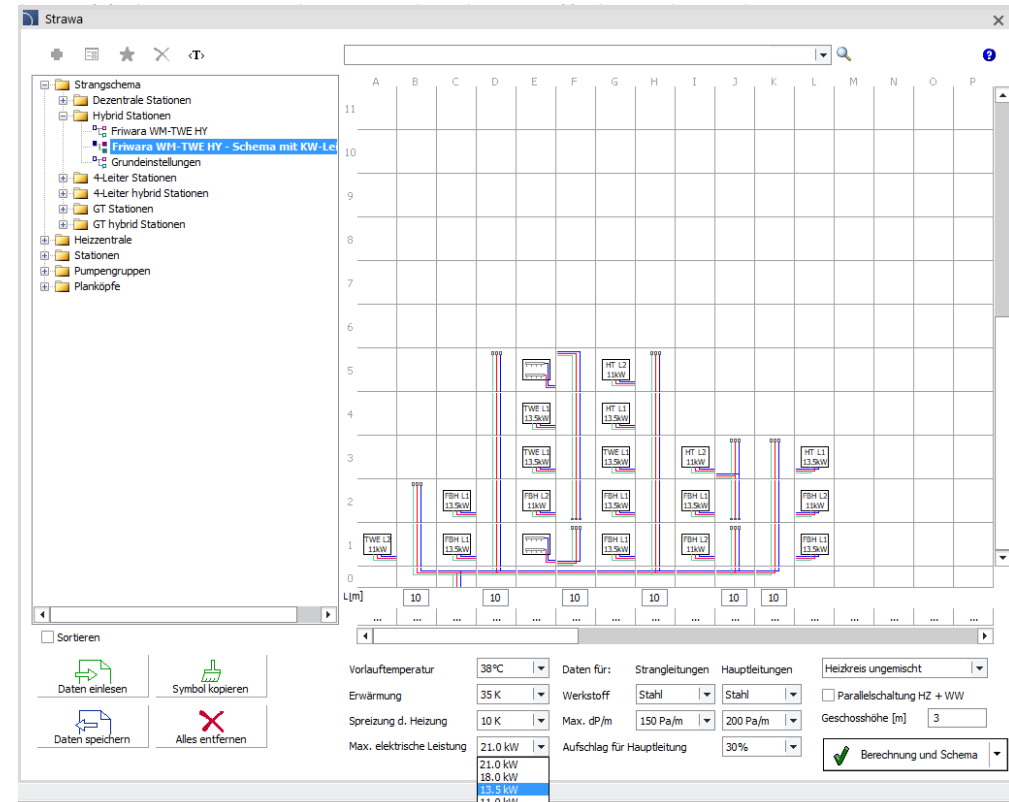 Strawa
‹T›
Strangschema
Dezentrale Stationen
Hybrid Stationen
Friwara WM-TWE HY
Friwara WM-TWE HY - Schema mit KW-Lei
Grundeinstellungen
4-Leiter Stationen
4-Leiter hybrid Stationen
GT Stationen
GT hybrid Stationen
Heizzentrale
Stationen
Pumpengruppen
Planköpfe
A B C D E F G H I J K L M N O P
11
10
9
8
7
6
5
HT L2
11kW
4
TWE L1 HT L1
13.5kW 13.5kW
3
TWE L1 TWE L1 HT L2 HT L1
13.5kW 13.5kW 11kW 13.5kW
2
FBH L1 FBH L2 FBH L1 FBH L1 FBH L2
13.5kW 11kW 13.5kW 13.5kW 11kW
1
TWE L2 FBH L1 FBH L1 FBH L2 FBH L1
11kW 13.5kW 13.5kW 11kW 13.5kW
0
L[m] 10 10 10 10 10 10
... ... ... ... ... ... ... ... ... ... ... ... ... ... ... ...
Sortieren
Daten einlesen Symbol kopieren
Daten speichern Alles entfernen
Vorlauftemperatur 38°C Daten für: Strangleitungen Hauptleitungen Heizkreis ungemischt
Erwärmung 35 K Werkstoff Stahl Stahl Parallelschaltung HZ + WW
Spreizung d. Heizung 10 K Max. dP/m 150 Pa/m 200 Pa/m Geschosshöhe [m] 3
Max. elektrische Leistung 21.0 kW Aufschlag für Hauptleitung 30% Berechnung und Schema
21.0 kW
18.0 kW
13.5 kW
11.0 kW